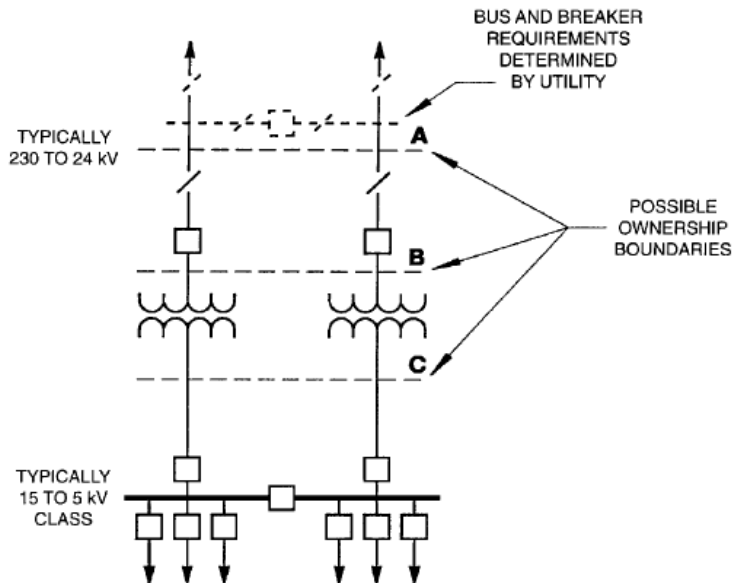 BUS AND BREAKER
REQUIREMENTS
DETERMINED
BY UTILITY
A
TYPICALLY
230 TO 24 kV
POSSIBLE
OWNERSHIP
BOUNDARIES
B
C
TYPICALLY
15 TO 5 kV
CLASS